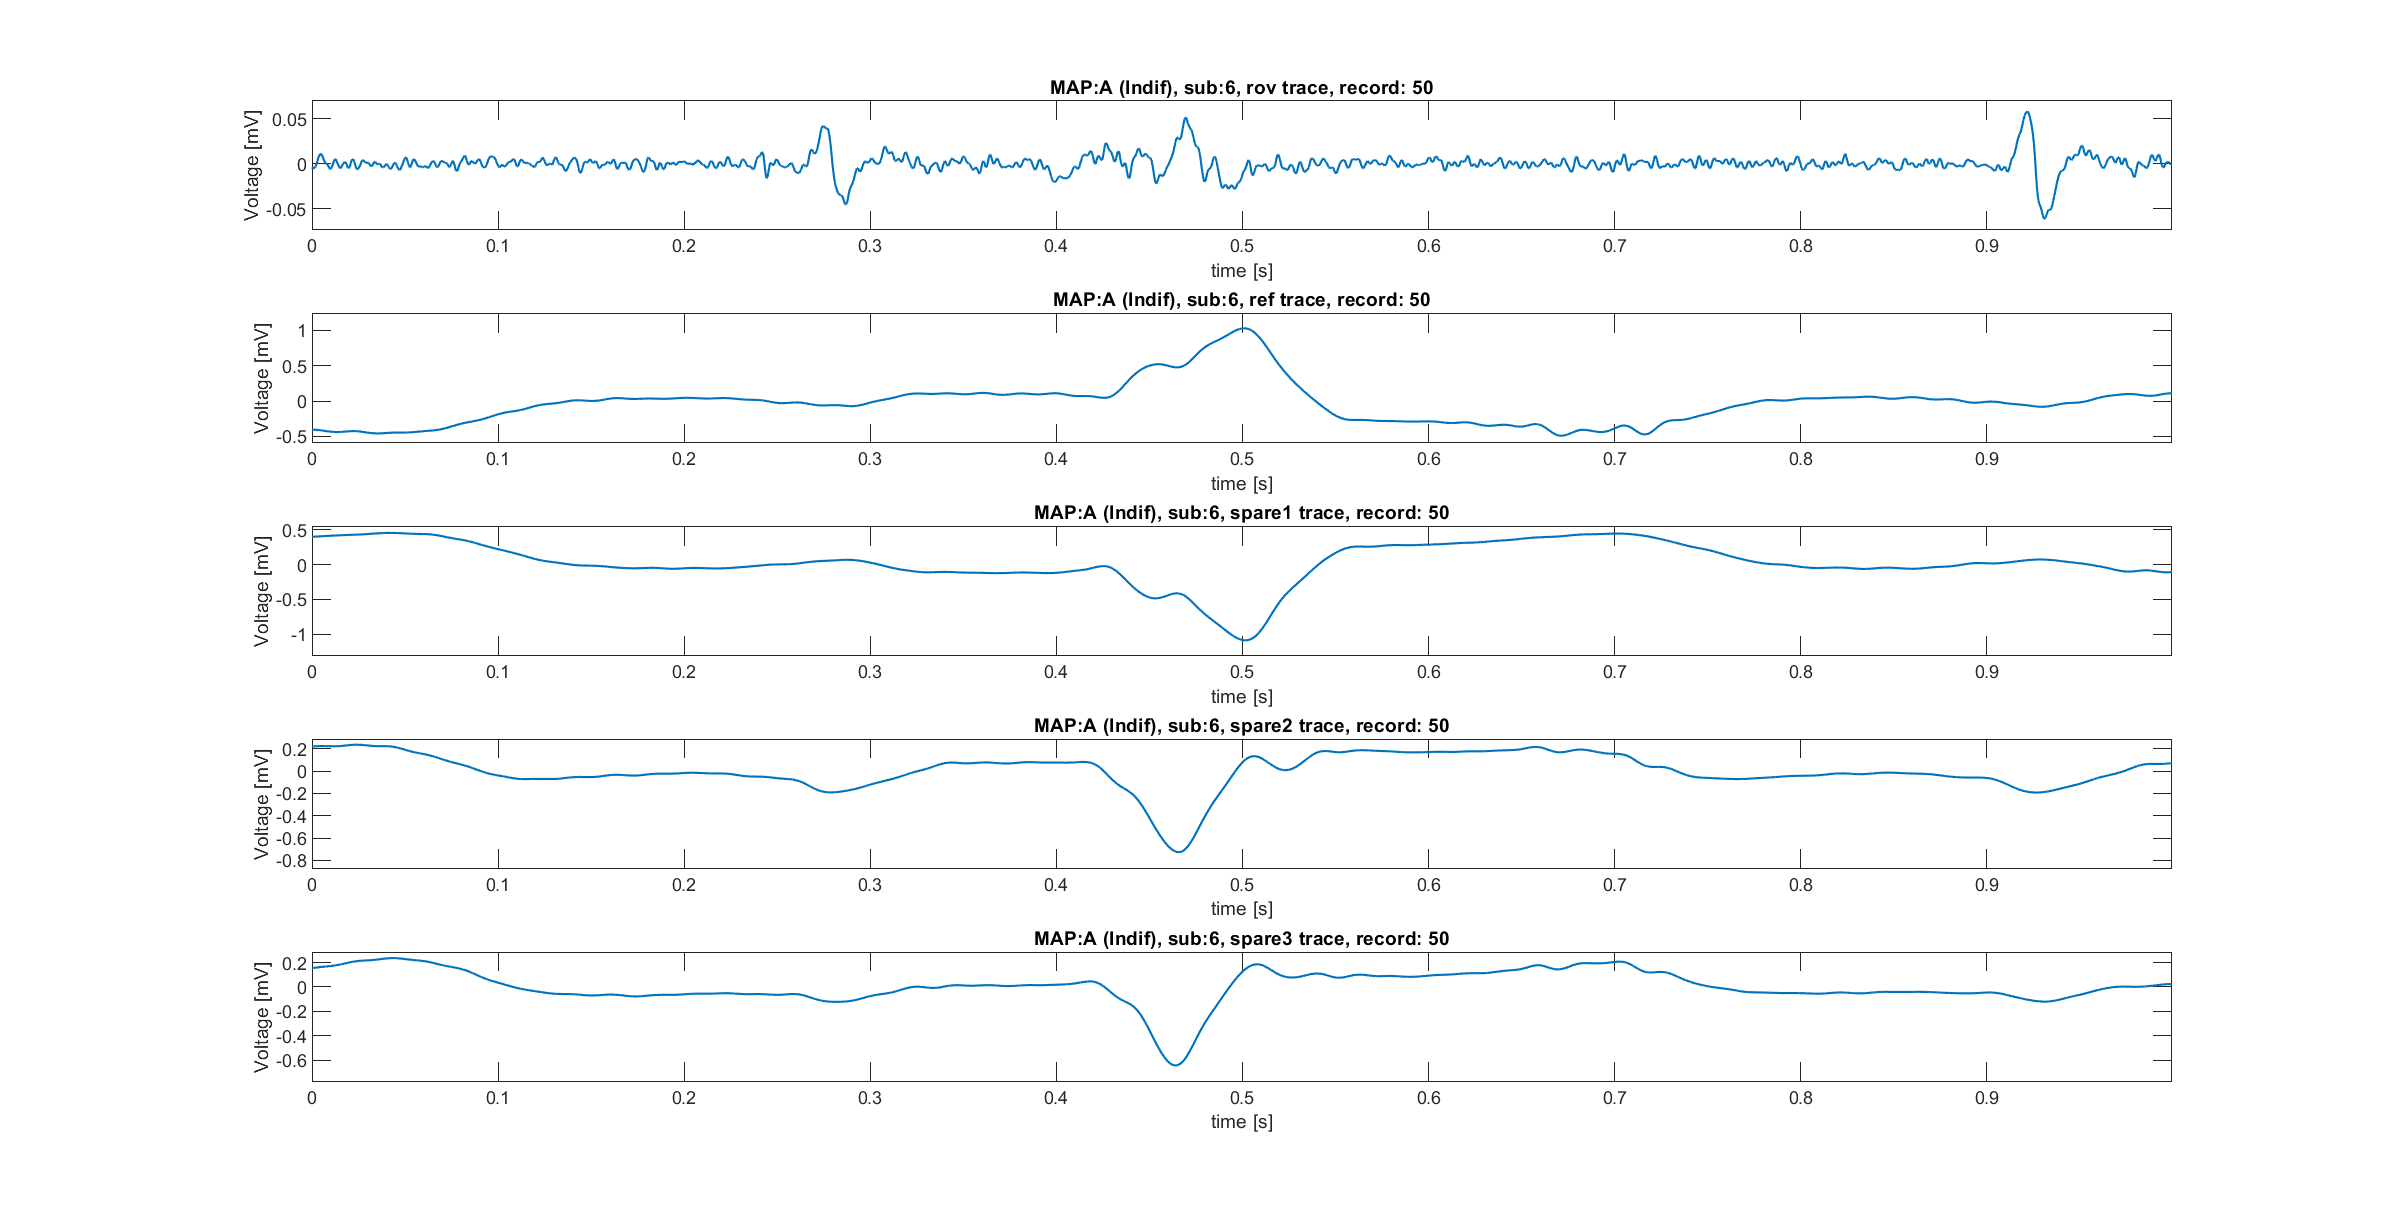 MAP:A (Indif), sub:6, rov trace, record: 50
Voltage [mV]
0.05
0
-0.05
0 0.1 0.2 0.3 0.4 0.5 0.6 0.7 0.8 0.9
time [s]
MAP:A (Indif), sub:6, ref trace, record: 50
Voltage [mV]
1
0.5
0
-0.5
0 0.1 0.2 0.3 0.4 0.5 0.6 0.7 0.8 0.9
time [s]
MAP:A (Indif), sub:6, spare1 trace, record: 50
Voltage [mV]
0.5
0
-0.5
-1
0 0.1 0.2 0.3 0.4 0.5 0.6 0.7 0.8 0.9
time [s]
MAP:A (Indif), sub:6, spare2 trace, record: 50
Voltage [mV]
0.2
0
-0.2
-0.4
-0.6
-0.8
0 0.1 0.2 0.3 0.4 0.5 0.6 0.7 0.8 0.9
time [s]
MAP:A (Indif), sub:6, spare3 trace, record: 50
Voltage [mV]
0.2
0
-0.2
-0.4
-0.6
0 0.1 0.2 0.3 0.4 0.5 0.6 0.7 0.8 0.9
time [s]